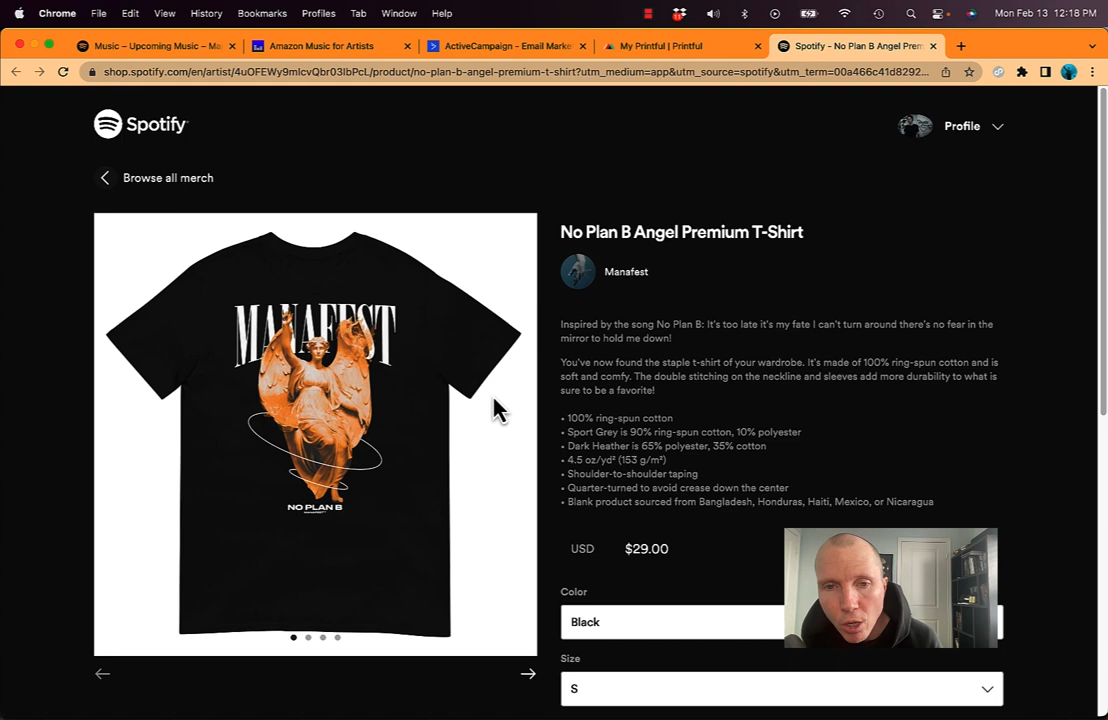 Chrome File Edit View History Bookmarks Profiles Tab Window Help Mon Feb 13 12:18 PM
Music – Upcoming Music – Ma Amazon Music for Artists ActiveCampaign - Email Marke My Printful | Printful Spotify - No Plan B Angel Prem
shop.spotify.com/en/artist/4uOFEWy9mIcvQbr03IbPcL/product/no-plan-b-angel-premium-t-shirt?utm_medium=app&utm_source=spotify&utm_term=00a466c41d8292...
Spotify
Profile
Browse all merch
MANAFEST
NO PLAN B
MANAFEST
No Plan B Angel Premium T-Shirt
Manafest
Inspired by the song No Plan B: It's too late it's my fate I can't turn around there's no fear in the
mirror to hold me down!
You've now found the staple t-shirt of your wardrobe. It's made of 100% ring-spun cotton and is
soft and comfy. The double stitching on the neckline and sleeves add more durability to what is
sure to be a favorite!
• 100% ring-spun cotton
• Sport Grey is 90% ring-spun cotton, 10% polyester
• Dark Heather is 65% polyester, 35% cotton
• 4.5 oz/yd² (153 g/m²)
• Shoulder-to-shoulder taping
• Quarter-turned to avoid crease down the center
• Blank product sourced from Bangladesh, Honduras, Haiti, Mexico, or Nicaragua
USD $29.00
Color
Black
Size
S